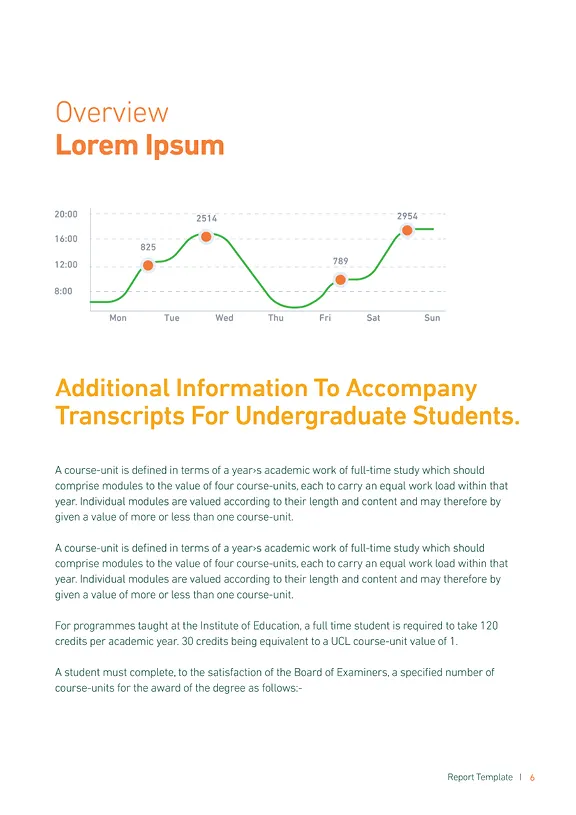 Overview
Lorem Ipsum
20:00
16:00
12:00
8:00
825
2514
789
2954
Mon Tue Wed Thu Fri Sat Sun
Additional Information To Accompany
Transcripts For Undergraduate Students.
A course-unit is defined in terms of a year›s academic work of full-time study which should
comprise modules to the value of four course-units, each to carry an equal work load within that
year. Individual modules are valued according to their length and content and may therefore by
given a value of more or less than one course-unit.
A course-unit is defined in terms of a year›s academic work of full-time study which should
comprise modules to the value of four course-units, each to carry an equal work load within that
year. Individual modules are valued according to their length and content and may therefore by
given a value of more or less than one course-unit.
For programmes taught at the Institute of Education, a full time student is required to take 120
credits per academic year. 30 credits being equivalent to a UCL course-unit value of 1.
A student must complete, to the satisfaction of the Board of Examiners, a specified number of
course-units for the award of the degree as follows:-
Report Template | 6